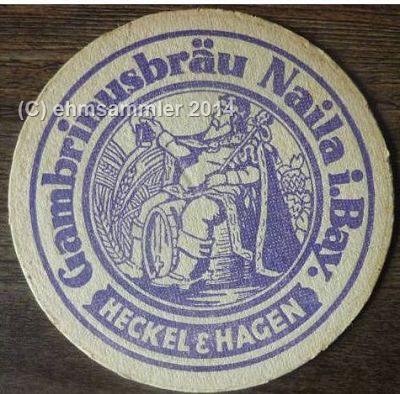 Gambrinusbräu Naila i. Bay.
(C) ehmsammler 2014
HECKEL & HAGEN